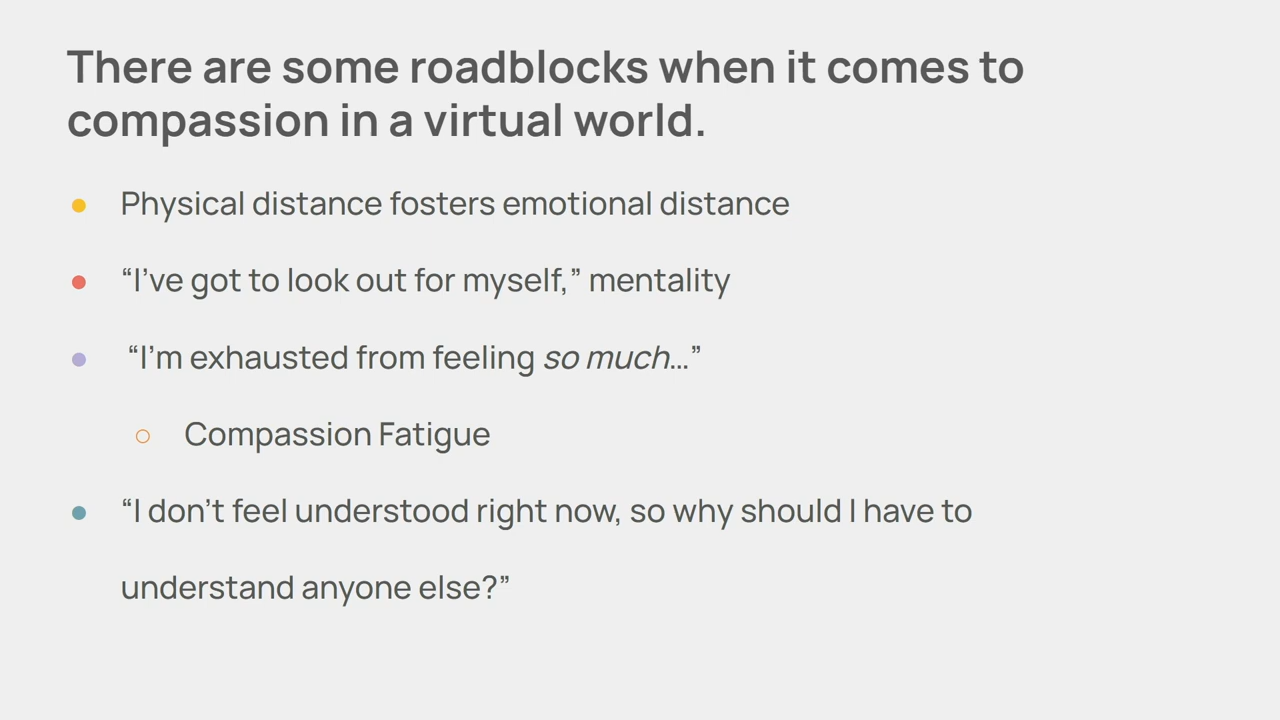 There are some roadblocks when it comes to
compassion in a virtual world.
● Physical distance fosters emotional distance
● “I’ve got to look out for myself,” mentality
● “I’m exhausted from feeling so much…”
○ Compassion Fatigue
● “I don’t feel understood right now, so why should I have to
understand anyone else?”